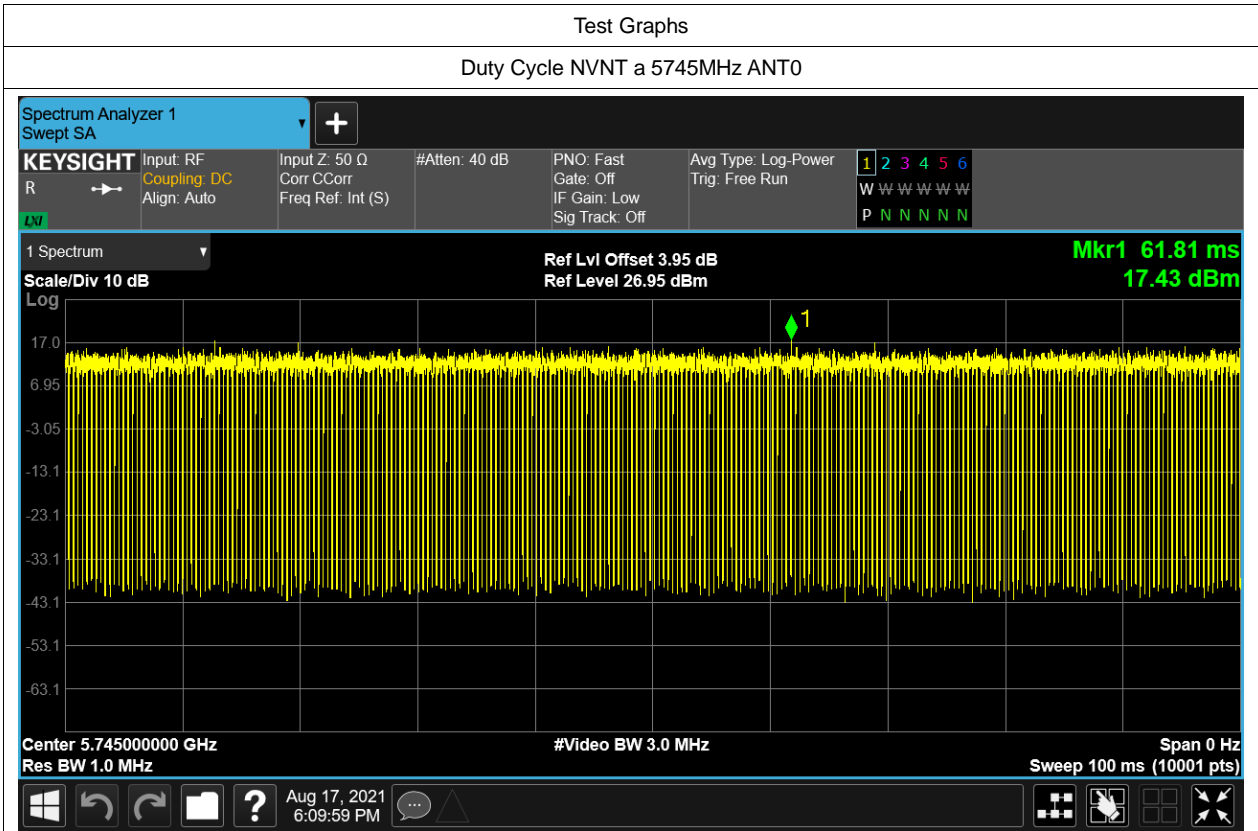 Test Graphs
Duty Cycle NVNT a 5745MHz ANT0
Spectrum Analyzer 1
Swept SA
KEYSIGHT
R
LXI
Input: RF
Coupling: DC
Align: Auto
Input Z: 50 Ω
Corr CCorr
Freq Ref: Int (S)
#Atten: 40 dB
PNO: Fast
Gate: Off
IF Gain: Low
Sig Track: Off
Avg Type: Log-Power
Trig: Free Run
1 2 3 4 5 6
W W W W W W
P N N N N N
1 Spectrum
Scale/Div 10 dB
Ref Lvl Offset 3.95 dB
Ref Level 26.95 dBm
Mkr1 61.81 ms
17.43 dBm
Log
1
17.0
6.95
-3.05
-13.1
-23.1
-33.1
-43.1
-53.1
-63.1
Center 5.745000000 GHz
#Video BW 3.0 MHz
Span 0 Hz
Res BW 1.0 MHz
Sweep 100 ms (10001 pts)
?
Aug 17, 2021
6:09:59 PM